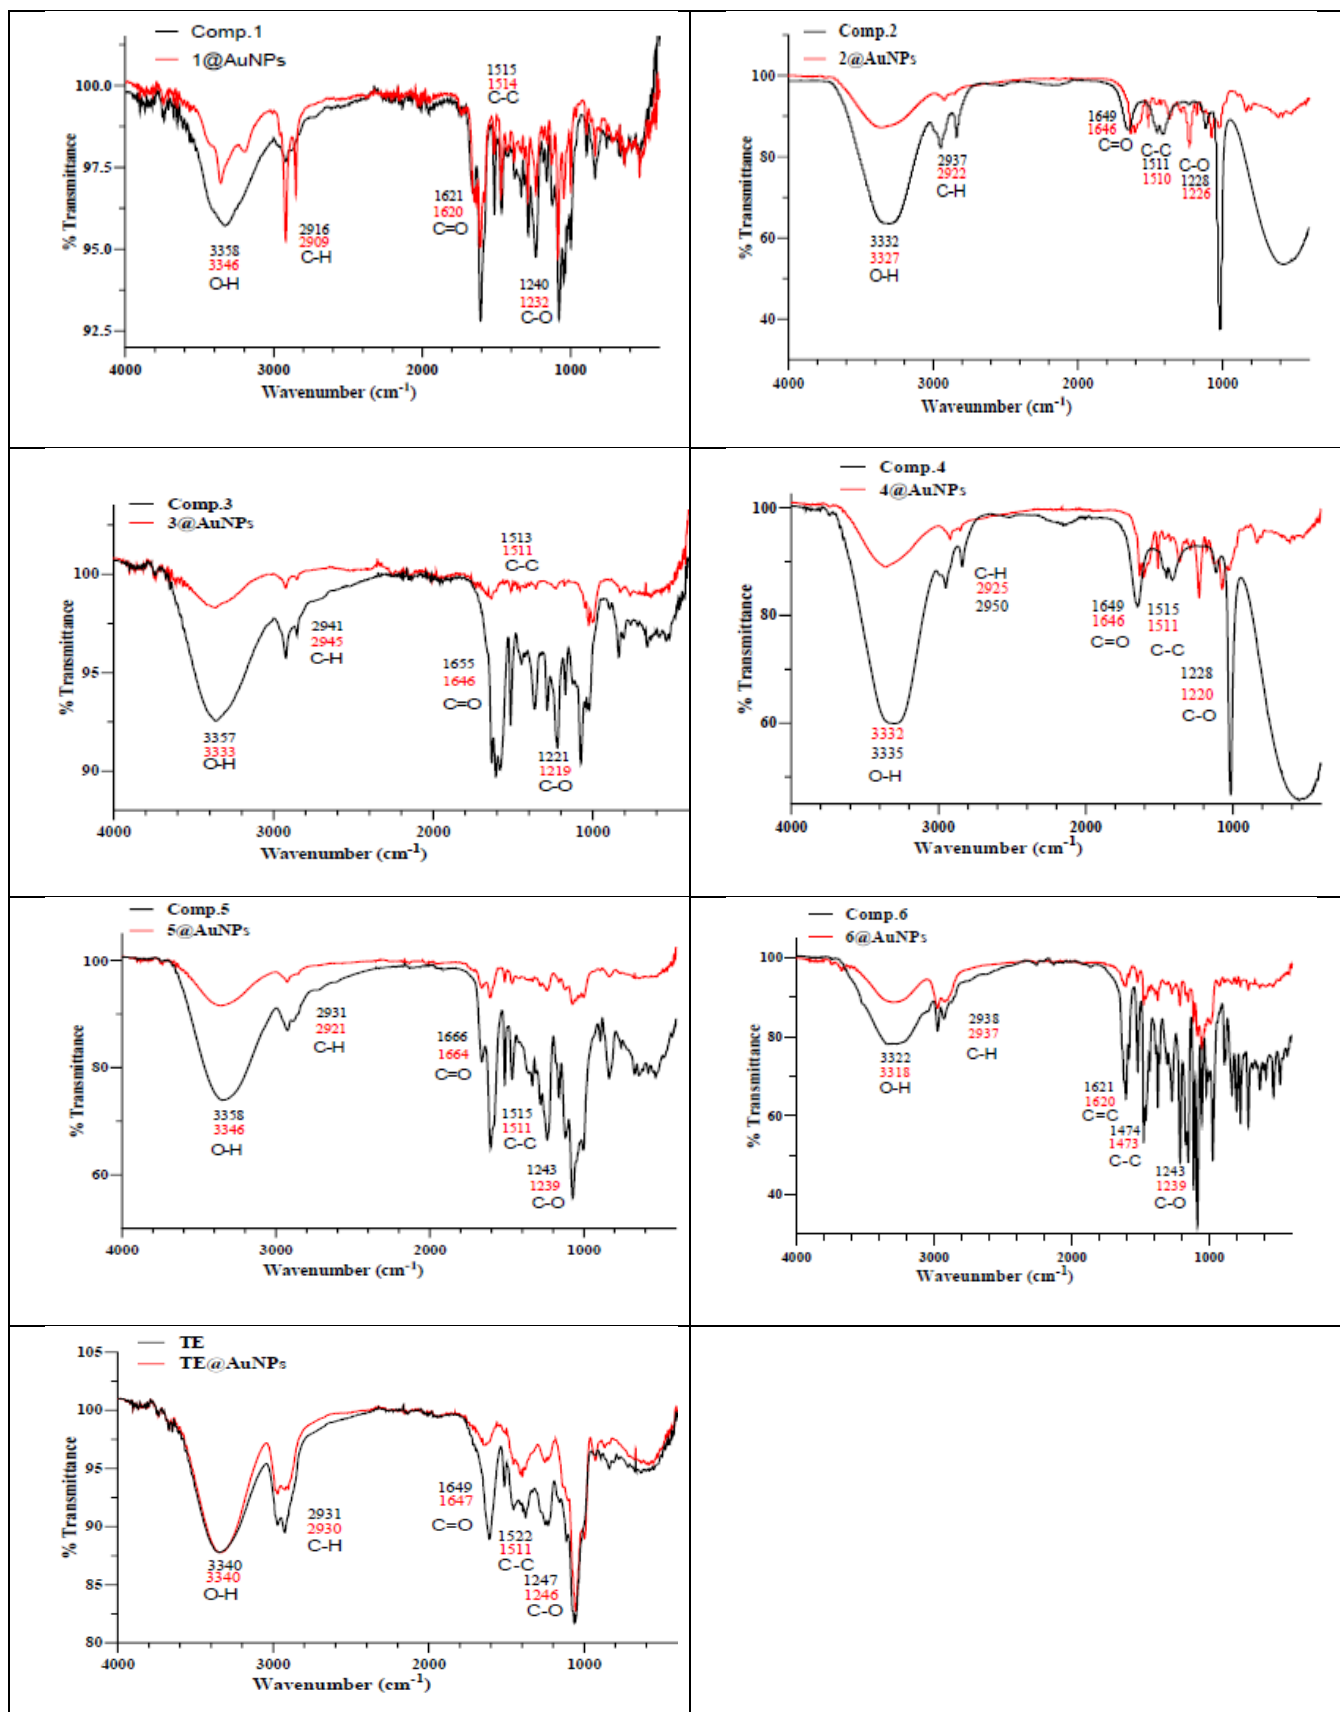 Comp.1
1@AuNPs
100.0
97.5
95.0
92.5
% Transmittance
1515
1514
C-C
1621
1620
C=O
3358
3346
O-H
2916
2909
C-H
1240
1232
C-O
4000
3000
2000
1000
Wavenumber (cm-1)
Comp.2
2@AuNPs
100
80
60
40
% Transmittance
1649
1646
C=O
C-C
1511
1510
C-O
1228
1226
2937
2922
C-H
3332
3327
O-H
4000
3000
2000
1000
Waveunmber (cm-1)
Comp.3
3@AuNPs
100
95
90
% Transmittance
1513
1511
C-C
2941
2945
C-H
1655
1646
C=O
3357
3333
O-H
1221
1219
C-O
4000
3000
2000
1000
Wavenumber (cm-1)
Comp.4
4@AuNPs
100
80
60
% Transmittance
C-H
2925
2950
1649
1646
C=O
1515
1511
C-C
1228
1220
C-O
3332
3335
O-H
4000
3000
2000
1000
Wavenumber (cm-1)
Comp.5
5@AuNPs
100
80
60
% Transmittance
2931
2921
C-H
1666
1664
C=O
3358
3346
O-H
1515
1511
C-C
1243
1239
C-O
4000
3000
2000
1000
Wavenumber (cm-1)
Comp.6
6@AuNPs
100
80
60
40
% Transmittance
2938
2937
C-H
3322
3318
O-H
1621
1620
C=C
1474
1473
C-C
1243
1239
C-O
4000
3000
2000
1000
Waveunmber (cm-1)
TE
TE@AuNPs
105
100
95
90
85
80
% Transmittance
1649
1647
C=O
2931
2930
C-H
1522
1511
C-C
3340
3340
O-H
1247
1246
C-O
4000
3000
2000
1000
Wavenumber (cm-1)